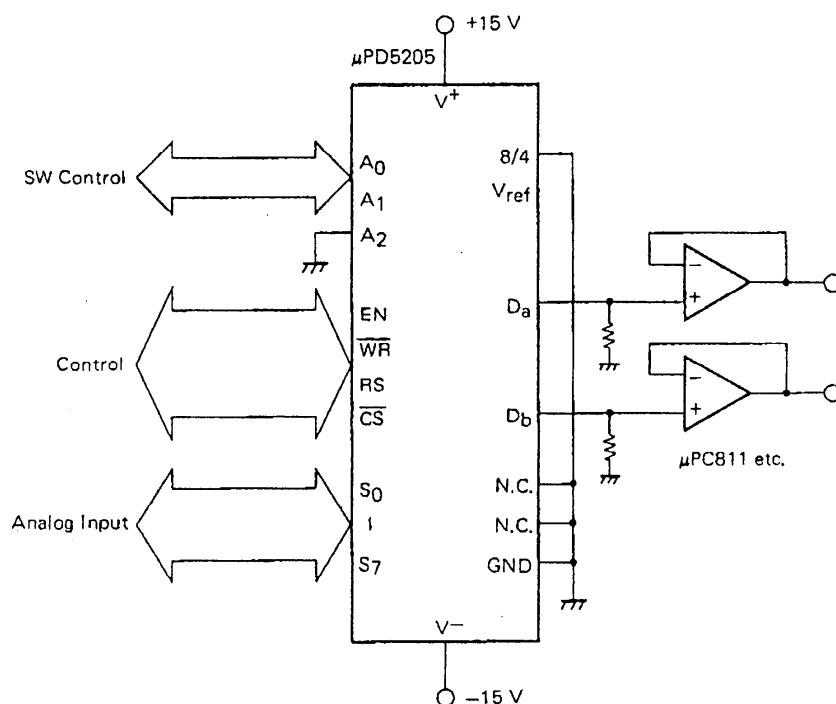 +15 V
μPD5205
V+
SW Control
A0
A1
A2
8/4
Vref
Da
Control
EN
WR
RS
CS
Db
μPC811 etc.
Analog Input
S0
S7
N.C.
N.C.
GND
V−
−15 V
−
+
−
+